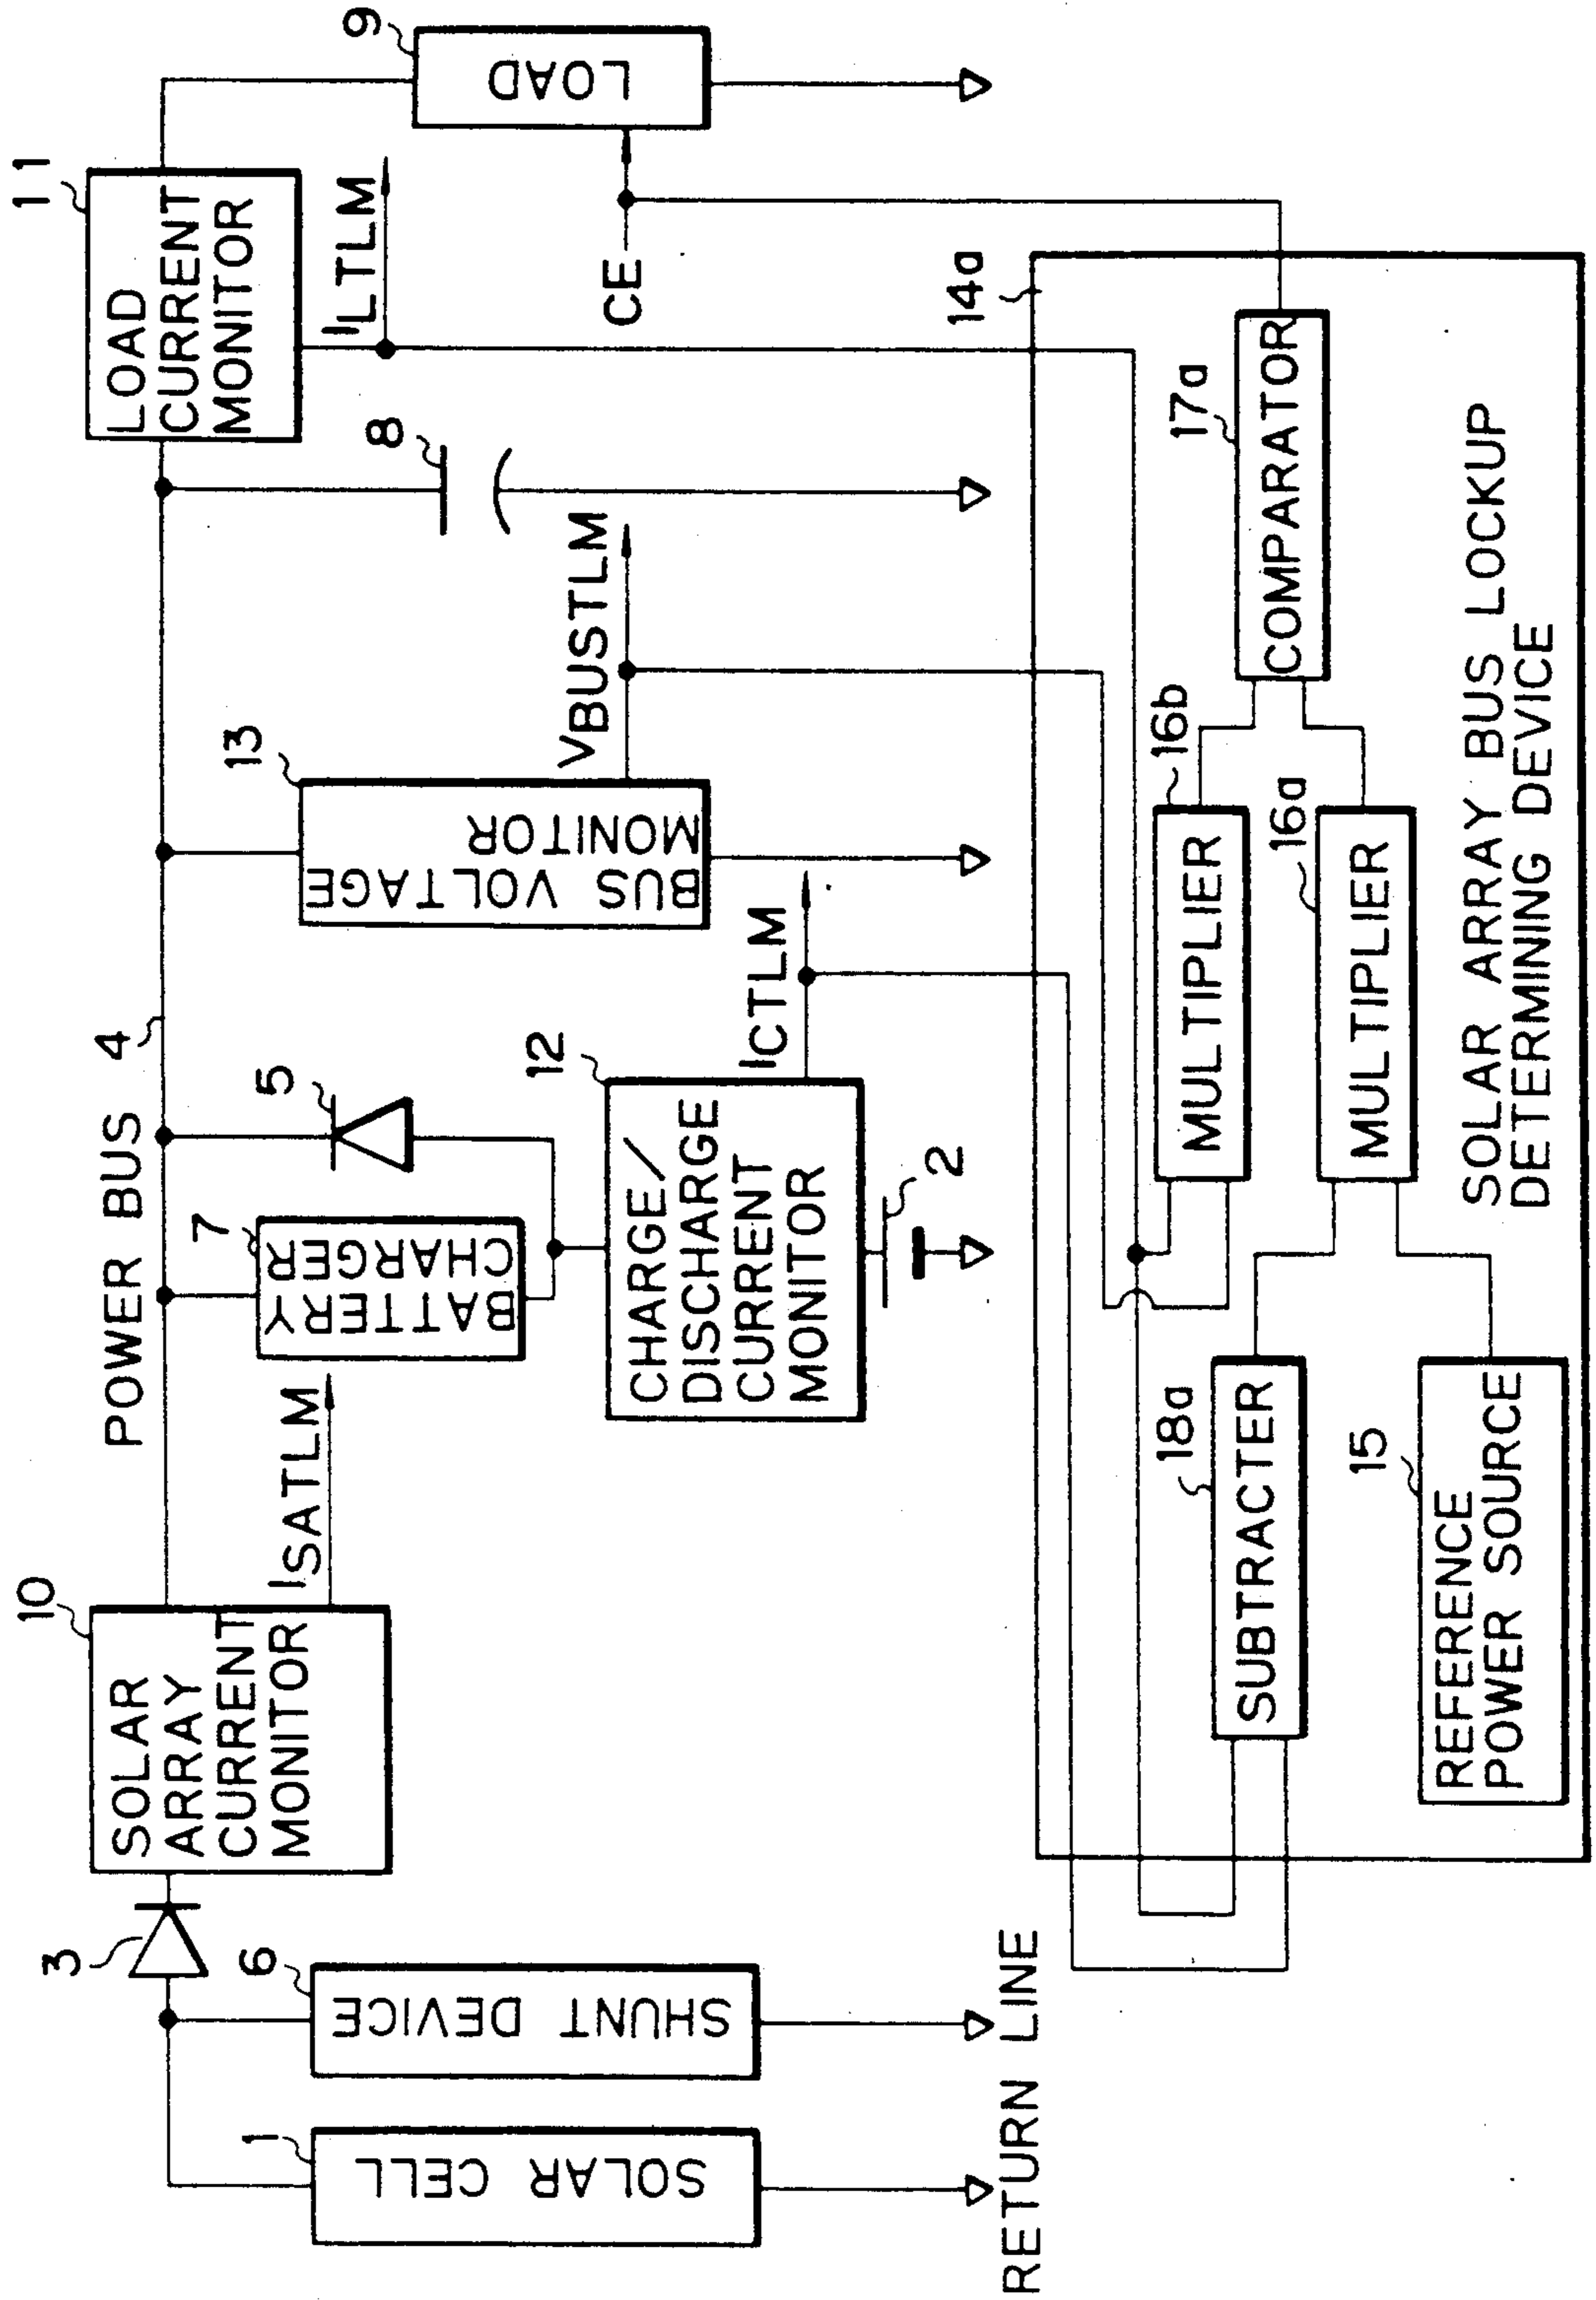 10
SOLAR
ARRAY
CURRENT
MONITOR
3
POWER BUS 4
11
LOAD
CURRENT
MONITOR
ISATLM
7
BATTERY
CHARGER
5
13
BUS VOLTAGE
MONITOR
8
ILTLM
9
LOAD
1
SOLAR CELL
6
SHUNT DEVICE
12
CHARGE/
DISCHARGE
CURRENT
MONITOR
2
ICTLM
VBUSTLM
CE
RETURN LINE
14a
18a
SUBTRACTER
15
REFERENCE
POWER SOURCE
16b
MULTIPLIER
16a
MULTIPLIER
17a
COMPARATOR
SOLAR ARRAY BUS LOCKUP
DETERMINING DEVICE